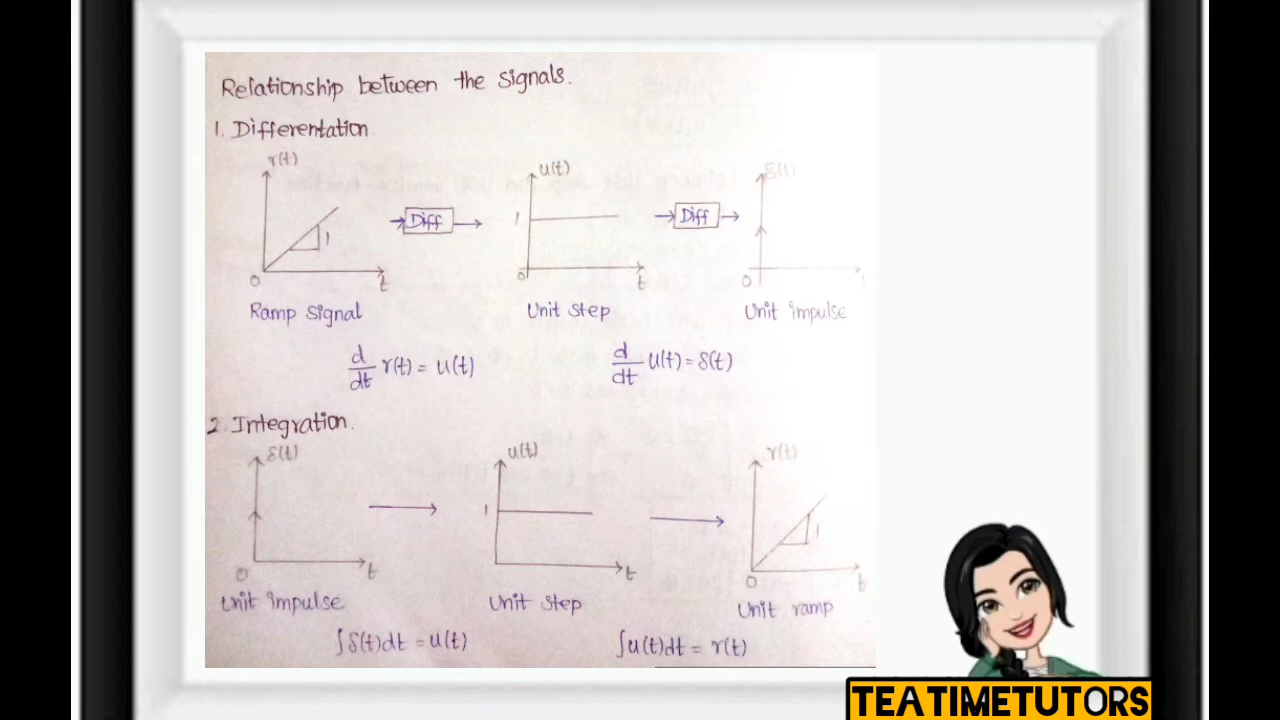 Relationship between the signals.
1. Differentation
r(t) u(t) δ(t)
1 Diff 1 Diff
0 t 0 t 0
Ramp signal Unit step Unit impulse
d/dt r(t) = u(t) d/dt u(t) = δ(t)
2. Integration.
δ(t) u(t) r(t)
1 1
0 t t 0 t
Unit impulse Unit step Unit ramp
∫δ(t)dt = u(t) ∫u(t)dt = r(t)
TEATIMETUTORS